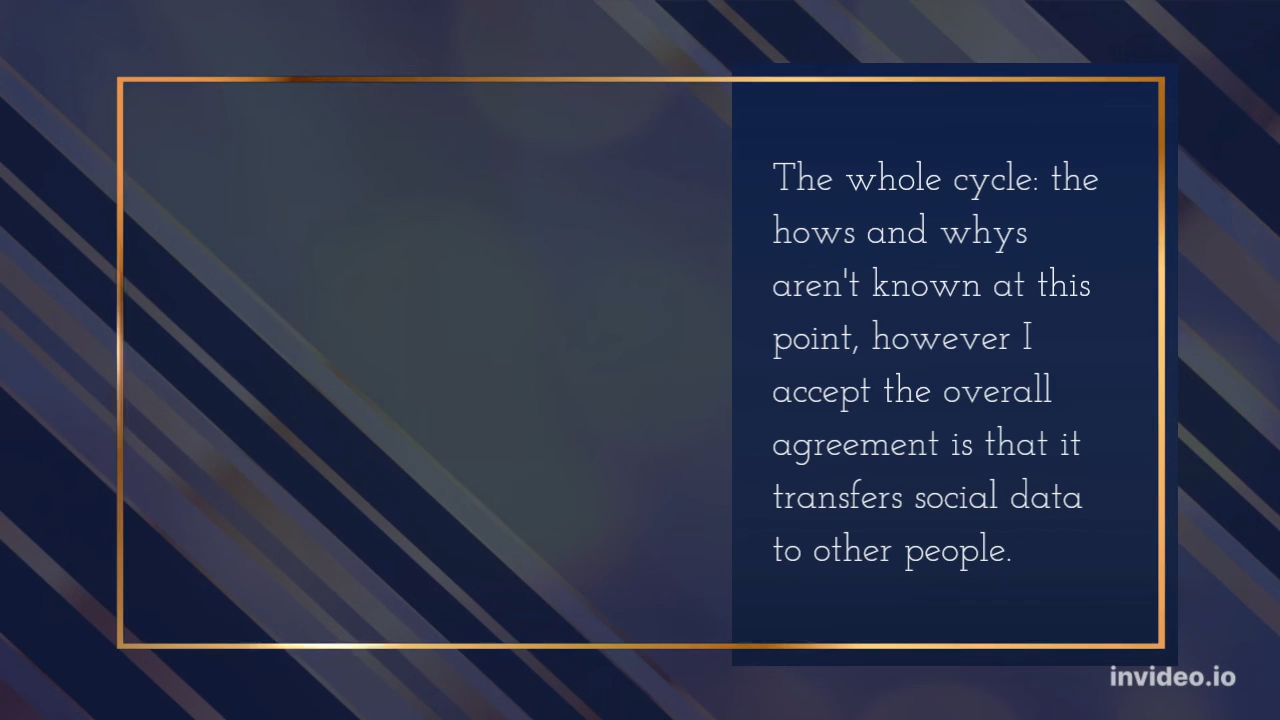 The whole cycle: the
hows and whys
aren't known at this
point, however I
accept the overall
agreement is that it
transfers social data
to other people.
invideo.io